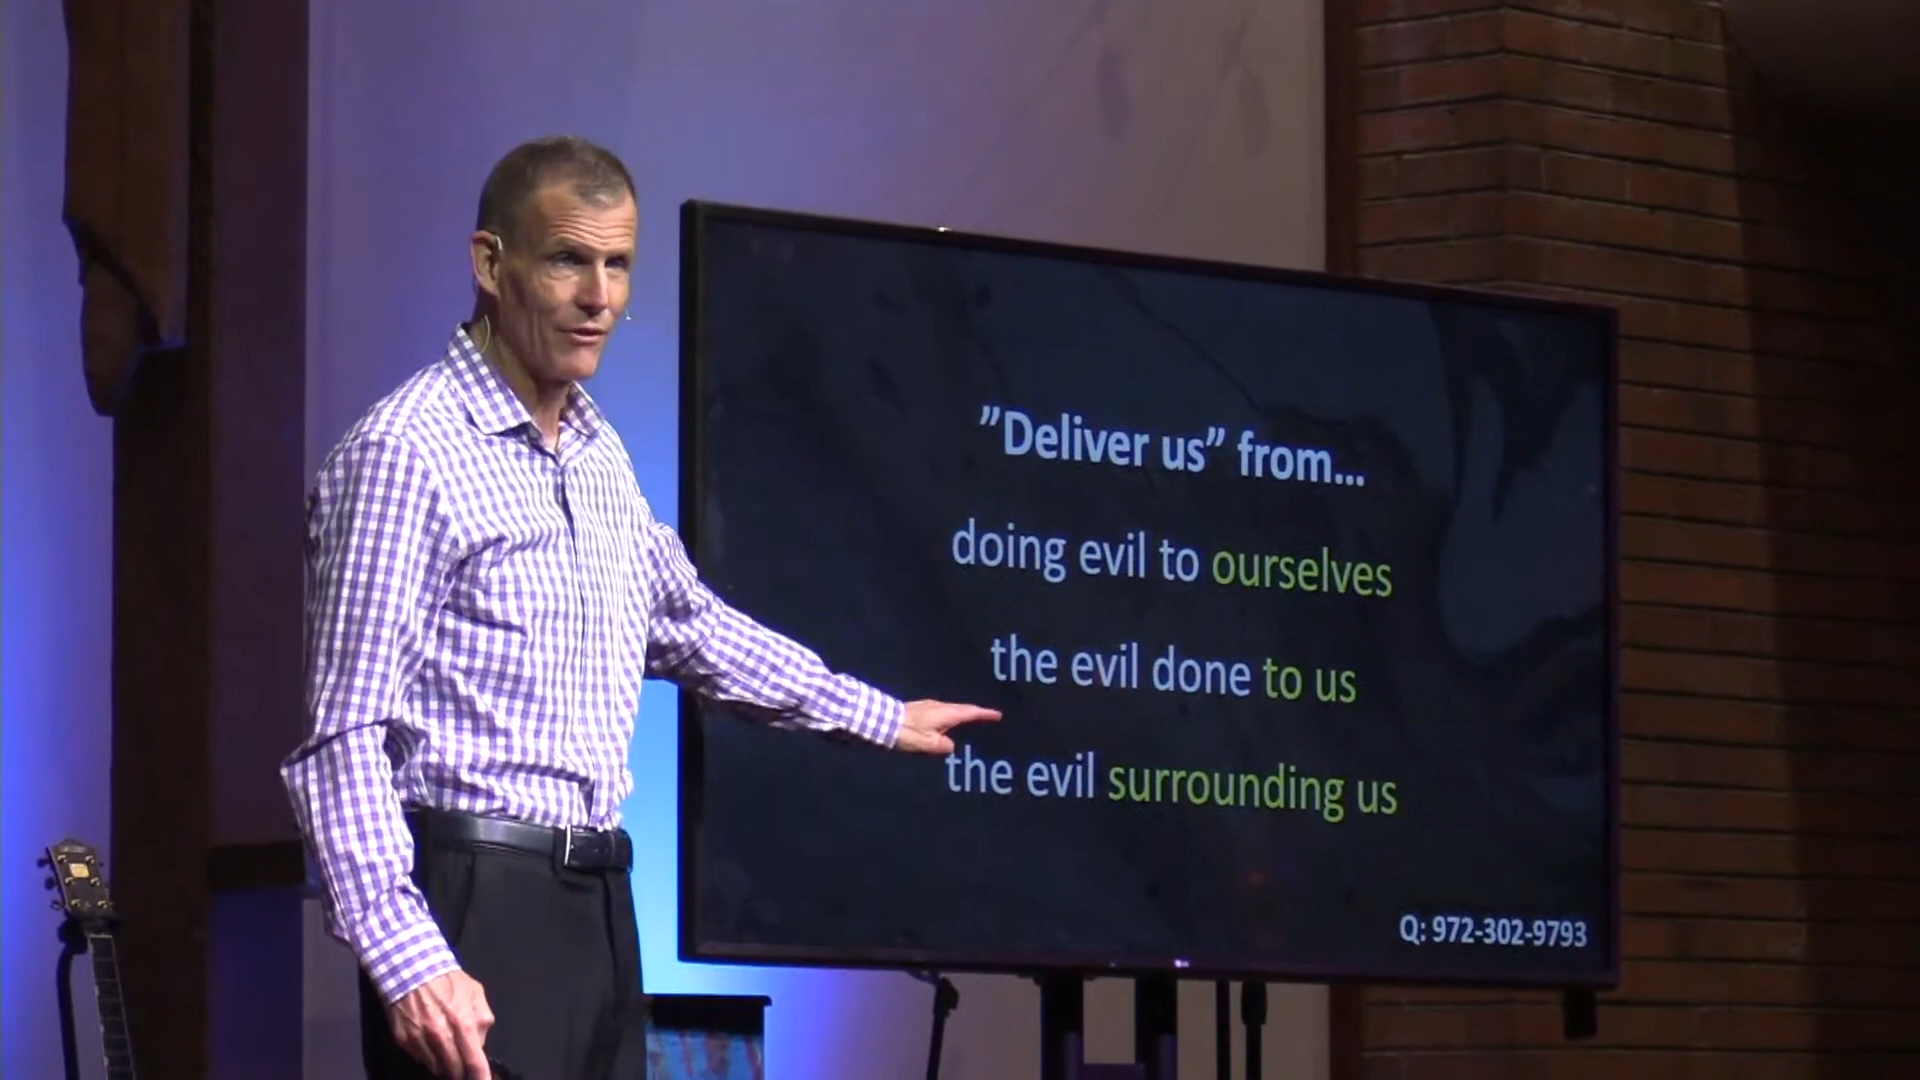 ”Deliver us” from...
doing evil to ourselves
the evil done to us
the evil surrounding us
Q: 972-302-9793